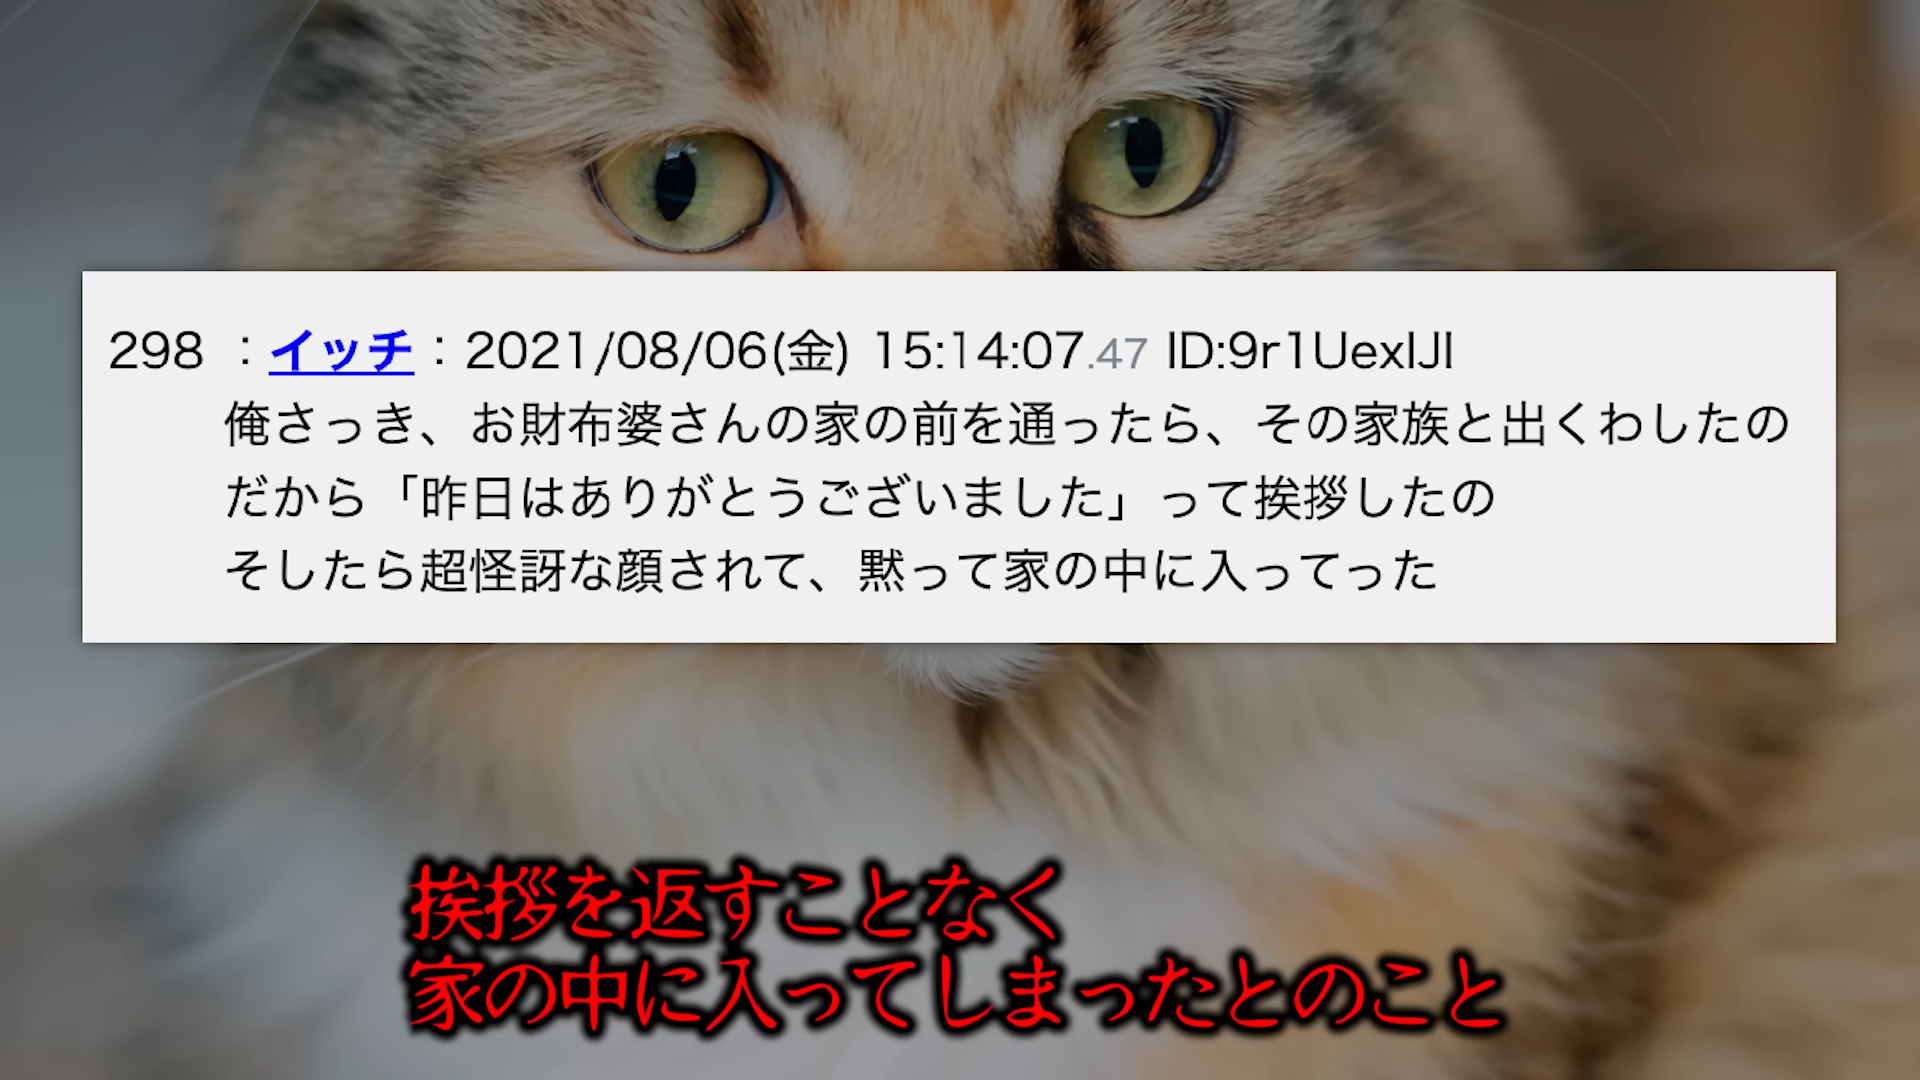 298 ：イッチ：2021/08/06(金) 15:14:07.47 ID:9r1UexIJI
俺さっき、お財布婆さんの家の前を通ったら、その家族と出くわしたの
だから「昨日はありがとうございました」って挨拶したの
そしたら超怪訝な顔されて、黙って家の中に入ってった
挨拶を返すことなく
家の中に入ってしまったとのこと